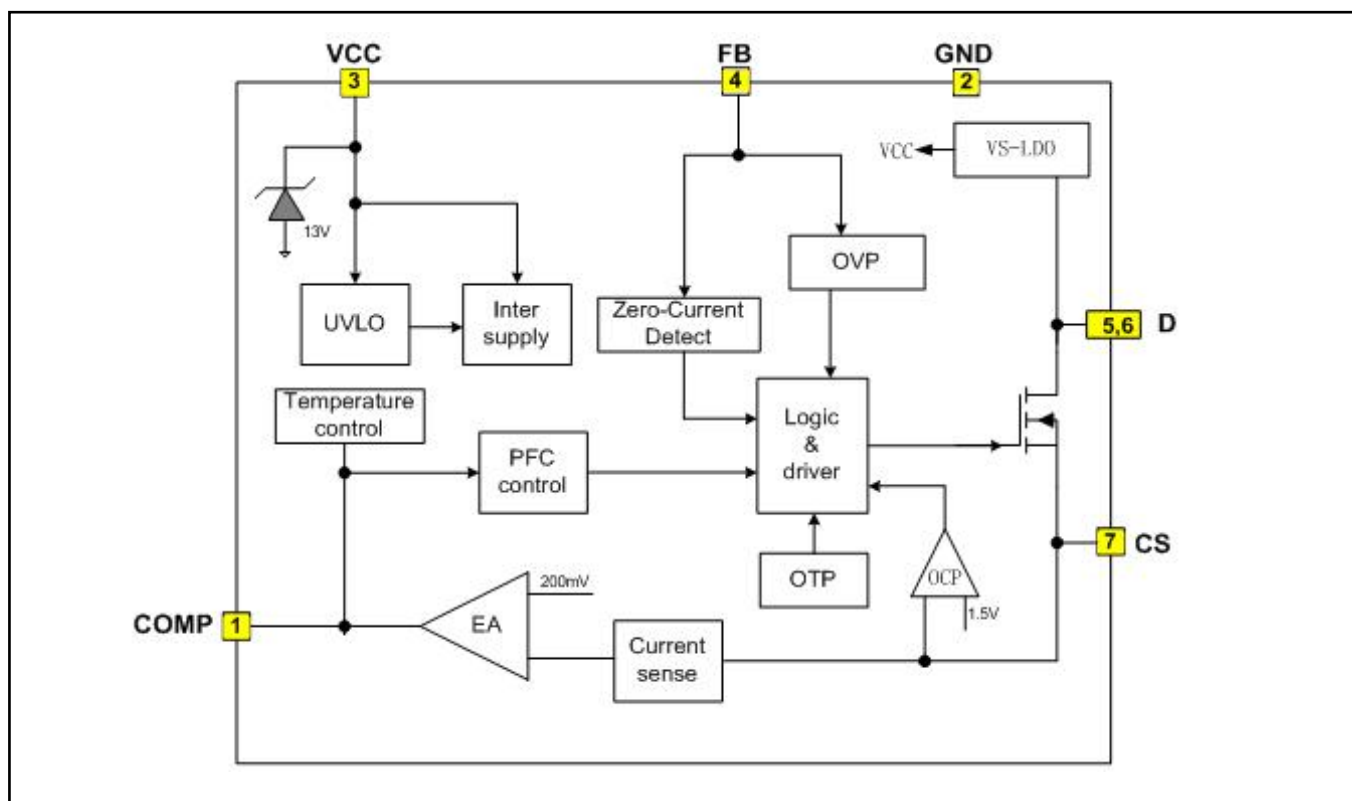 VCC
FB
GND
3
4
2
VCC
VS-LDO
13V
OVP
UVLO
Inter
supply
Zero-Current
Detect
5,6
D
Temperature
control
Logic
&
driver
PFC
control
7
CS
OTP
OCP
200mV
1.5V
COMP
1
EA
Current
sense